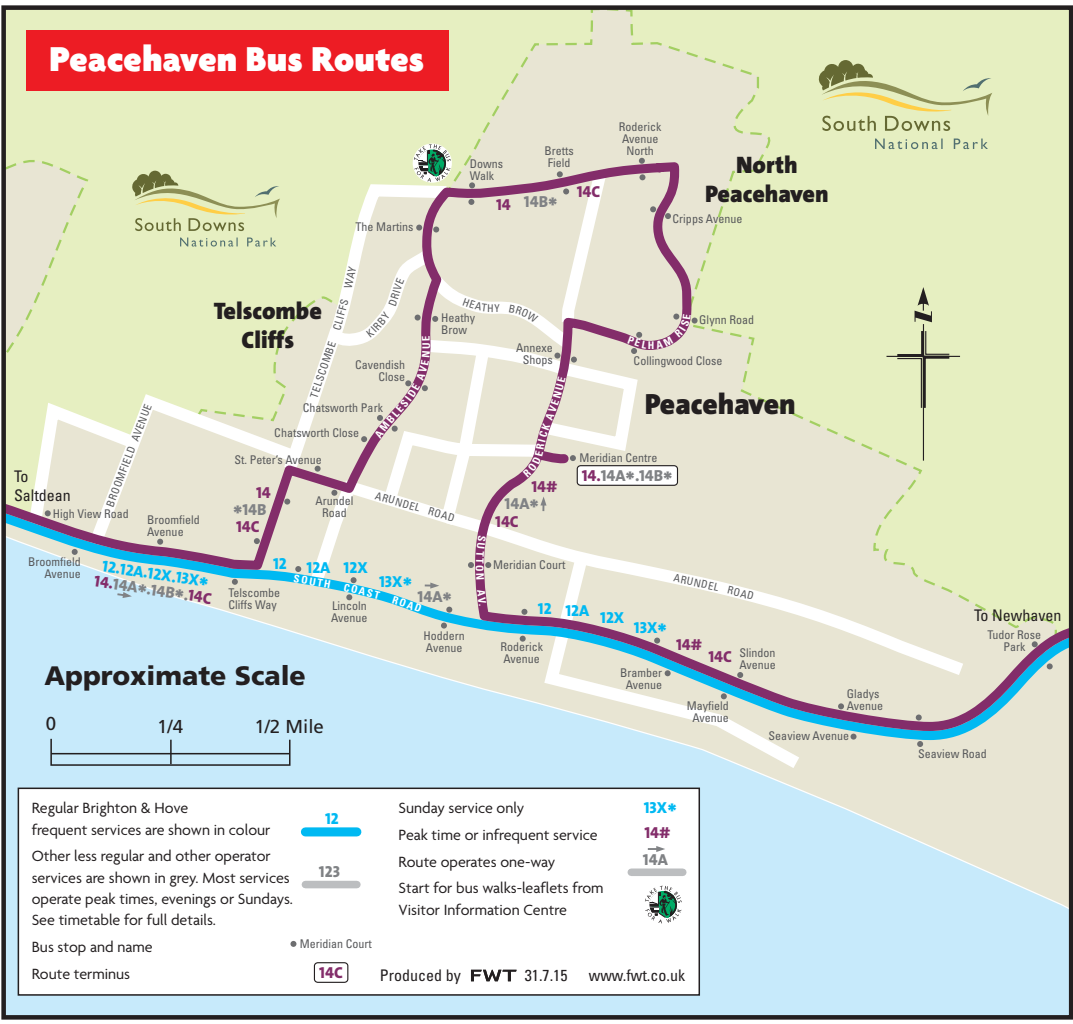 Peacehaven Bus Routes
South Downs
National Park
South Downs
National Park
TAKE THE BUS
FOR A WALK
Roderick
Avenue
North
Bretts
Field
Downs
Walk
14
14B*
14C
North
Peacehaven
Cripps Avenue
The Martins
TELSCOMBE CLIFFS WAY
KIRBY DRIVE
HEATHY BROW
Telscombe
Cliffs
Heathy
Brow
Glynn Road
PELHAM RISE
Collingwood Close
Annexe
Shops
Cavendish
Close
AMBLESIDE AVENUE
Chatsworth Park
Chatsworth Close
RODERICK AVENUE
Peacehaven
N
BROOMFIELD AVENUE
St. Peter's Avenue
Meridian Centre
14.14A*.14B*
To
Saltdean
High View Road
Broomfield
Avenue
14
*14B
14C
Arundel
Road
ARUNDEL ROAD
14#
14A*
14C
SUTTON AV.
Meridian Court
ARUNDEL ROAD
Broomfield
Avenue
12.12A.12X.13X*
14.14A*.14B*.14C
Telscombe
Cliffs Way
12
12A
12X
13X*
14A*
SOUTH COAST ROAD
Lincoln
Avenue
Hoddern
Avenue
Roderick
Avenue
12
12A
12X
13X*
14#
14C
Bramber
Avenue
Slindon
Avenue
Mayfield
Avenue
Gladys
Avenue
Seaview Avenue
Seaview Road
To Newhaven
Tudor Rose
Park
Approximate Scale
0
1/4
1/2 Mile
Regular Brighton & Hove
frequent services are shown in colour
12
Other less regular and other operator
services are shown in grey. Most services
operate peak times, evenings or Sundays.
See timetable for full details.
123
Bus stop and name
Meridian Court
Route terminus
14C
Sunday service only
13X*
Peak time or infrequent service
14#
Route operates one-way
14A
Start for bus walks-leaflets from
Visitor Information Centre
TAKE THE BUS
FOR A WALK
Produced by FWT 31.7.15 www.fwt.co.uk